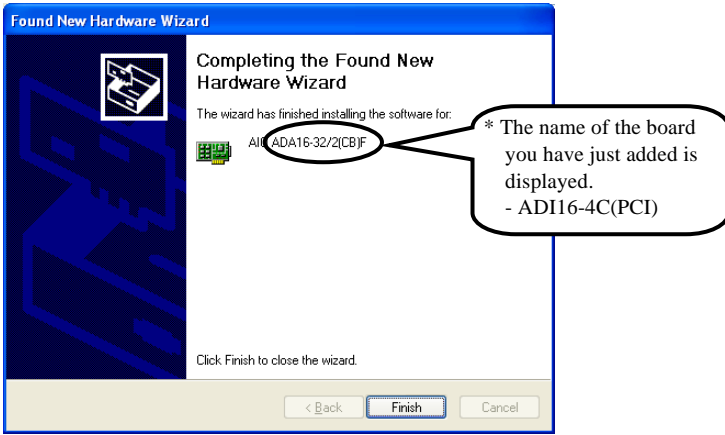 Found New Hardware Wizard
Completing the Found New
Hardware Wizard
The wizard has finished installing the software for:
ADA16-32/2(CB)F
* The name of the board
you have just added is
displayed.
- ADI16-4C(PCI)
Click Finish to close the wizard.
< Back
Finish
Cancel